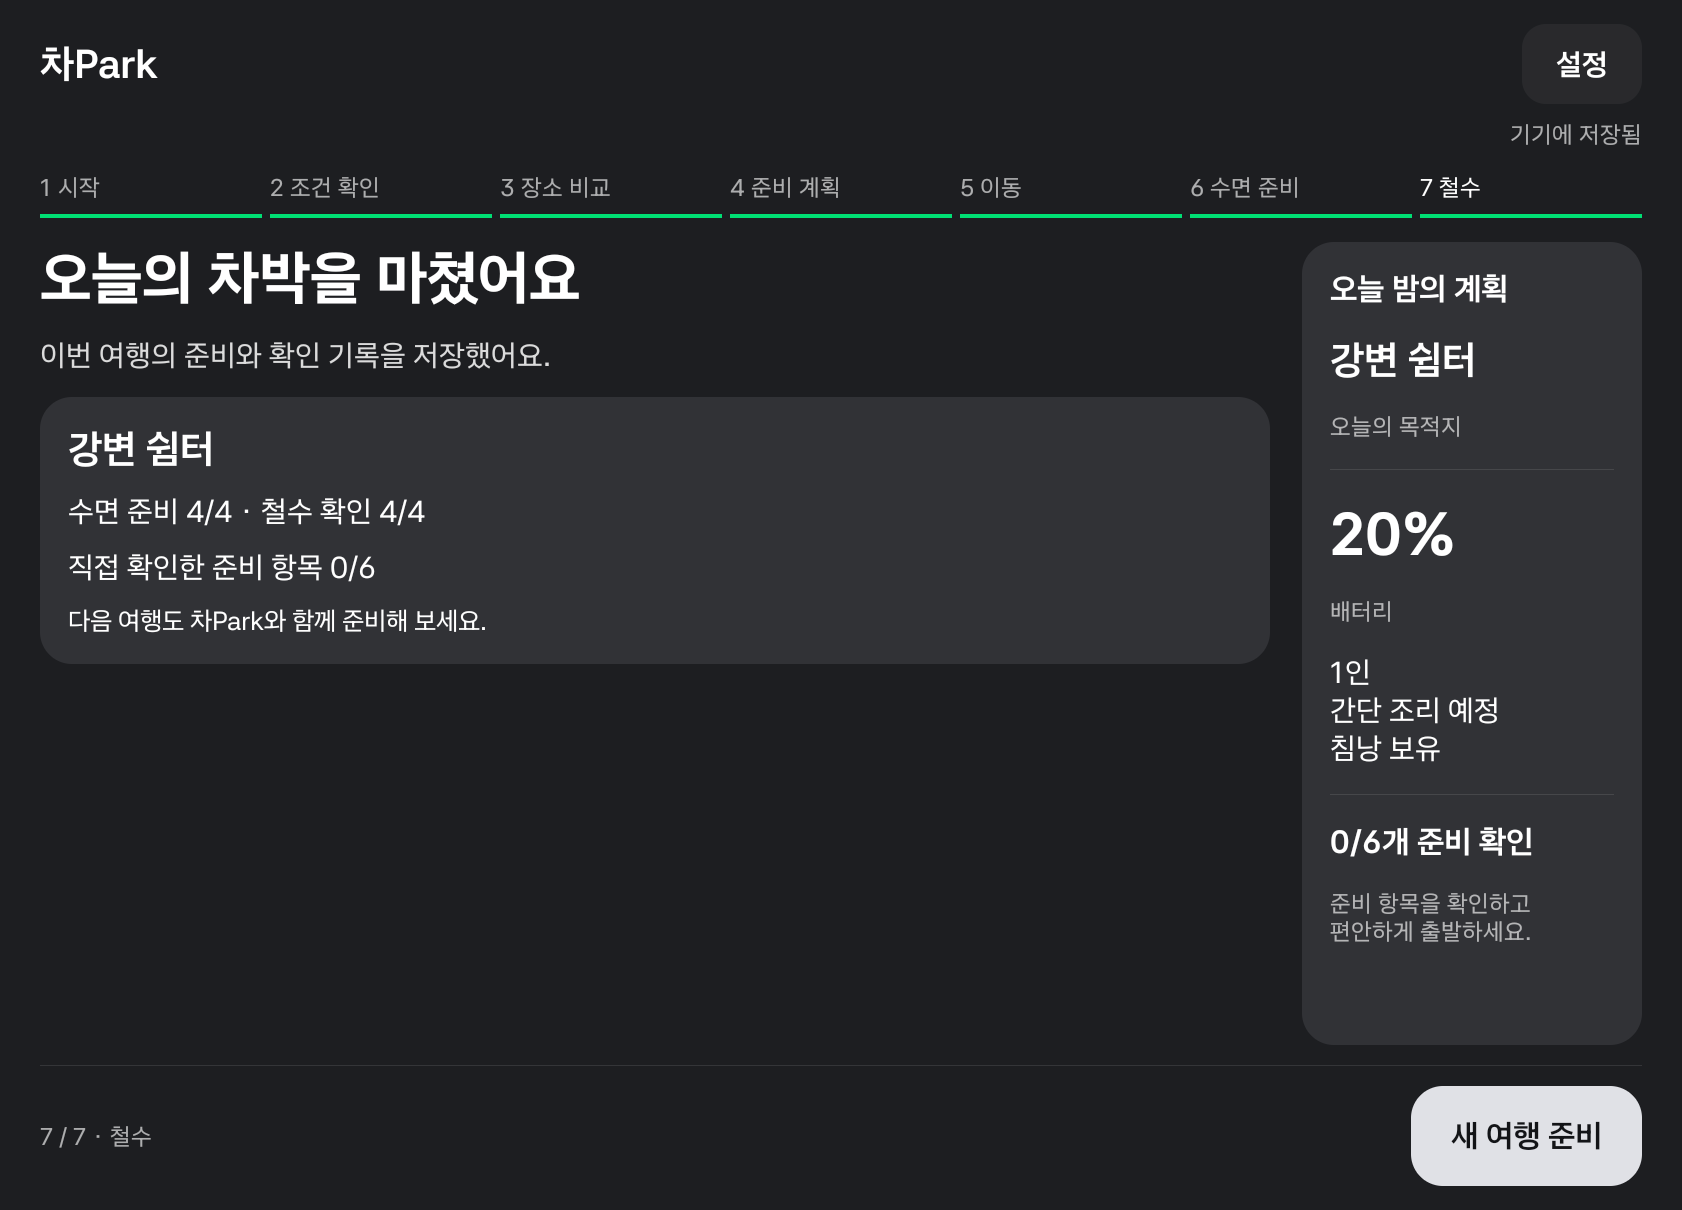 차Park
설정
기기에 저장됨
1 시작
2 조건 확인
3 장소 비교
4 준비 계획
5 이동
6 수면 준비
7 철수
오늘의 차박을 마쳤어요
이번 여행의 준비와 확인 기록을 저장했어요.
강변 쉼터
수면 준비 4/4 · 철수 확인 4/4
직접 확인한 준비 항목 0/6
다음 여행도 차Park와 함께 준비해 보세요.
오늘 밤의 계획
강변 쉼터
오늘의 목적지
20%
배터리
1인
간단 조리 예정
침낭 보유
0/6개 준비 확인
준비 항목을 확인하고
편안하게 출발하세요.
7 / 7 · 철수
새 여행 준비